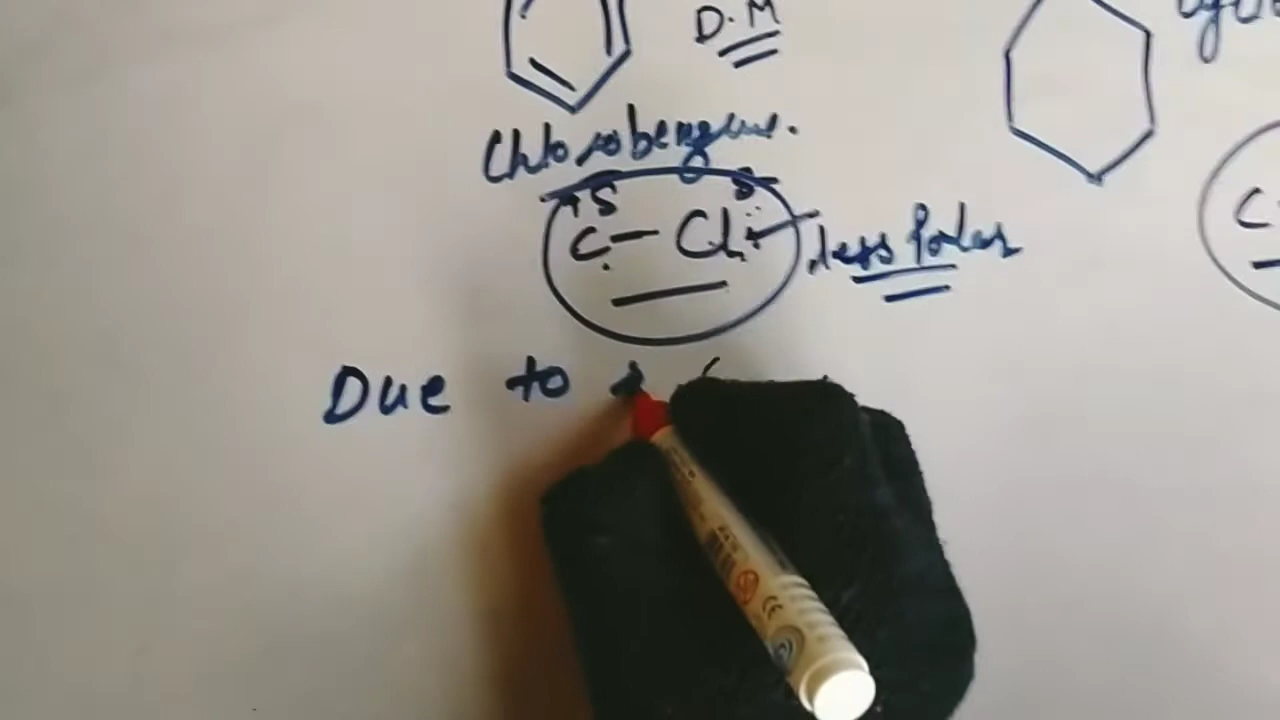 D.M
Chlorobenzene.
+δ δ-
C - Cl
less Polar
Due to
C -